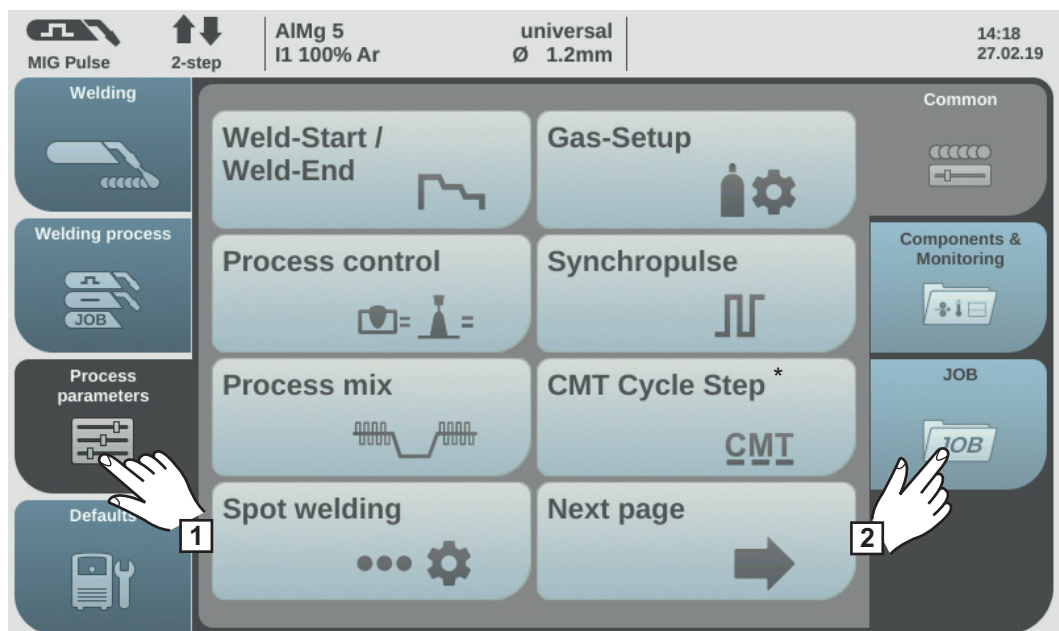 MIG Pulse
2-step
AlMg 5
I1 100% Ar
universal
Ø 1.2mm
14:18
27.02.19
Welding
Welding process
JOB
Process
parameters
Defaults
1
Weld-Start /
Weld-End
Gas-Setup
Process control
= =
Synchropulse
Process mix
CMT Cycle Step *
CMT
Spot welding
Next page
Common
Components &
Monitoring
JOB
JOB
2